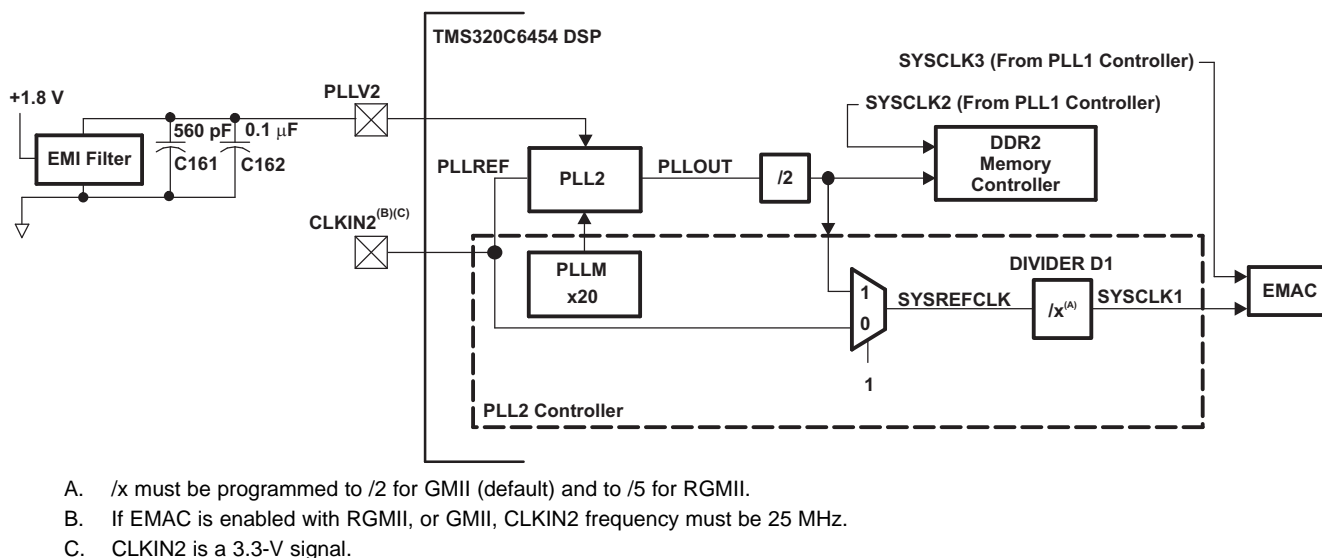 TMS320C6454 DSP
SYSCLK3 (From PLL1 Controller)
+1.8 V
PLLV2
SYSCLK2 (From PLL1 Controller)
560 pF
0.1 μF
EMI Filter
C161
C162
DDR2
Memory
Controller
PLLREF
PLL2
PLLOUT
/2
CLKIN2(B)(C)
PLLM
x20
DIVIDER D1
1
0
SYSREFCLK
/x(A)
SYSCLK1
EMAC
1
PLL2 Controller
A. /x must be programmed to /2 for GMII (default) and to /5 for RGMII.
B. If EMAC is enabled with RGMII, or GMII, CLKIN2 frequency must be 25 MHz.
C. CLKIN2 is a 3.3-V signal.